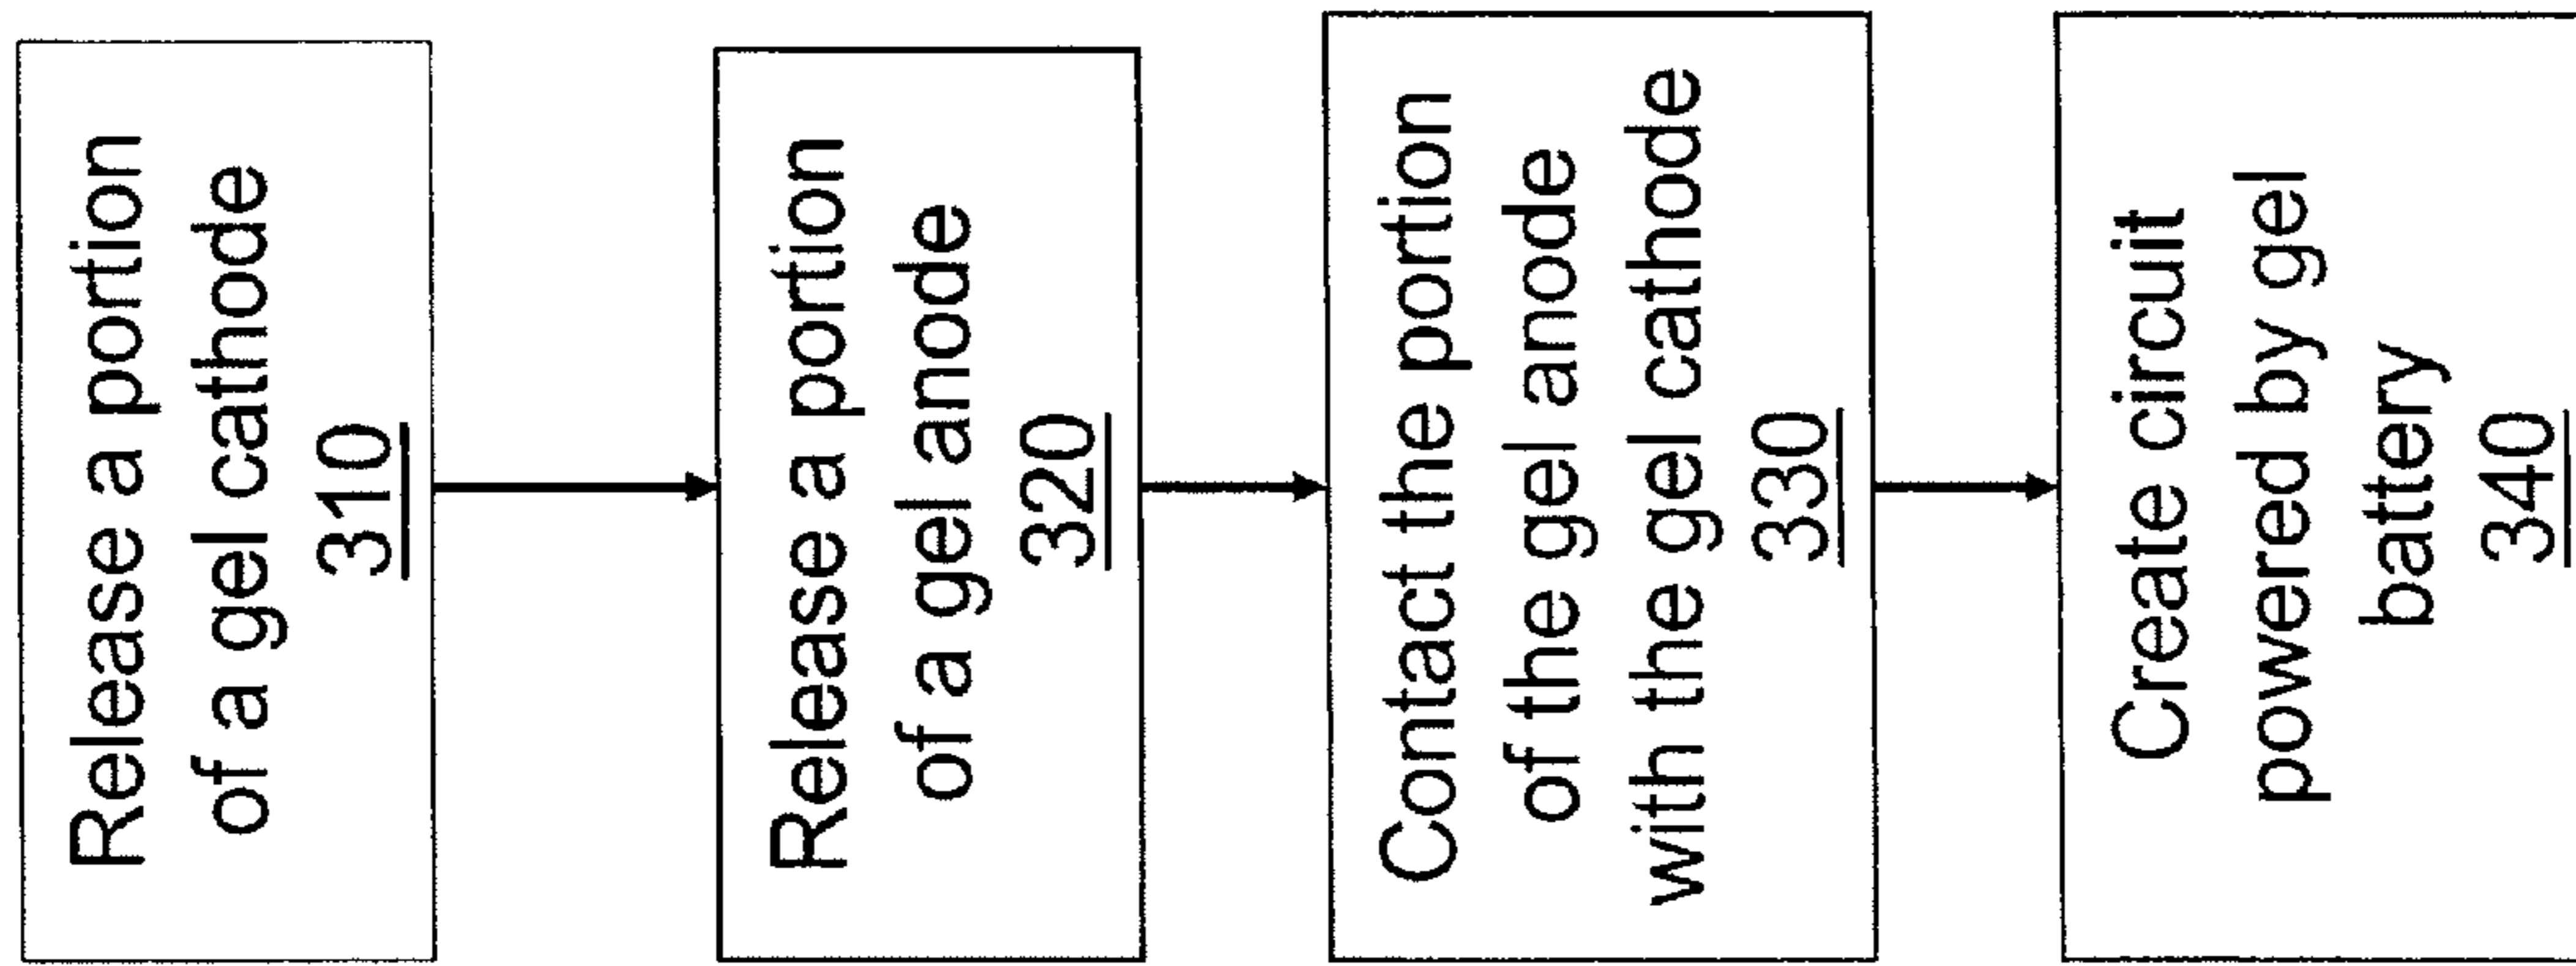 Release a portion
of a gel cathode
310
Release a portion
of a gel anode
320
Contact the portion
of the gel anode
with the gel cathode
330
Create circuit
powered by gel
battery
340